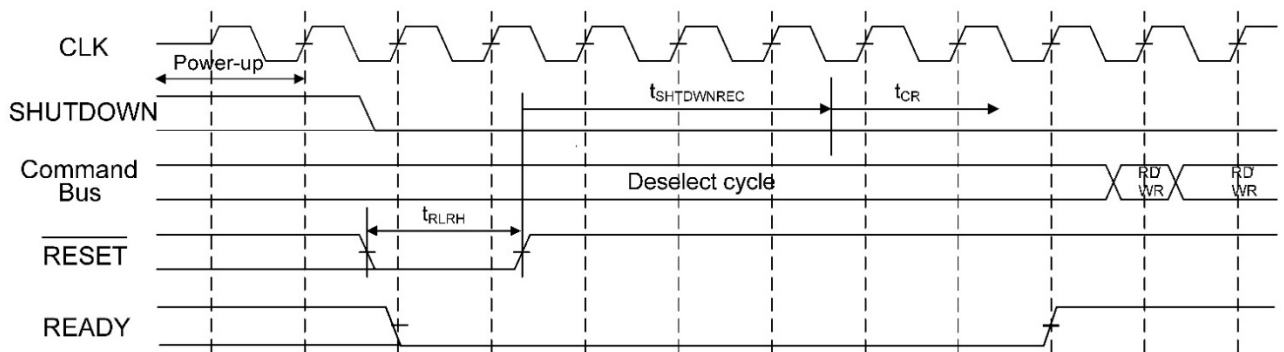 CLK
Power-up
SHUTDOWN
tSHTDWNREC
tCR
Command
Bus
Deselect cycle
RD/
WR
RD/
WR
tRLRH
RESET
READY